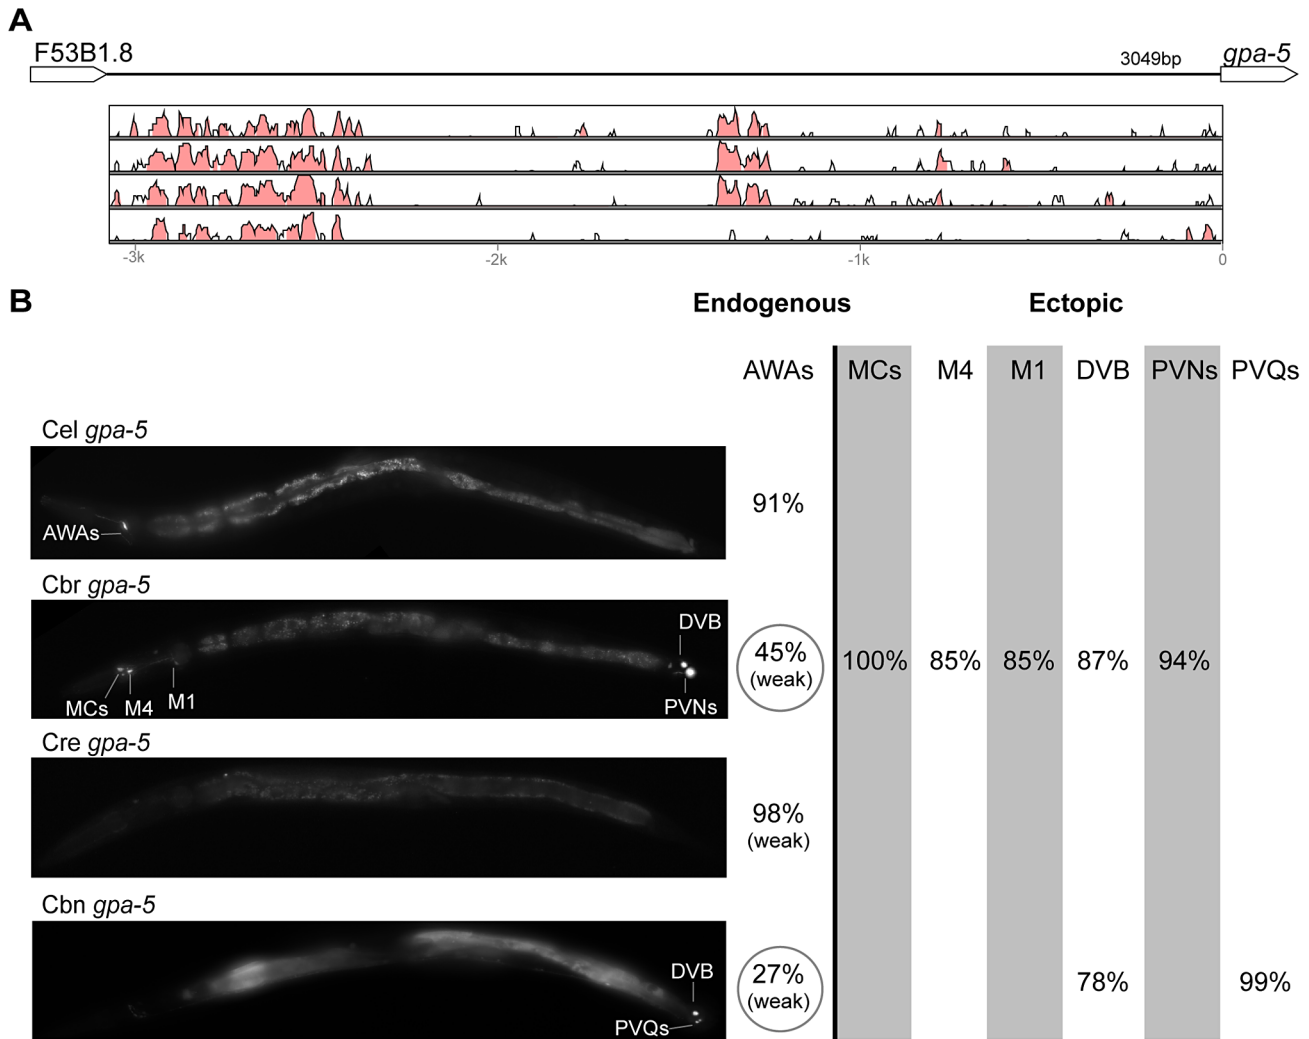 A
F53B1.8
3049bp
gpa-5
-3k
-2k
-1k
0
B
Endogenous
Ectopic
AWAs
MCs
M4
M1
DVB
PVNs
PVQs
Cel gpa-5
AWAs
91%
Cbr gpa-5
DVB
MCs
M4
M1
PVNs
45%
(weak)
100%
85%
85%
87%
94%
Cre gpa-5
98%
(weak)
Cbn gpa-5
DVB
PVQs
27%
(weak)
78%
99%